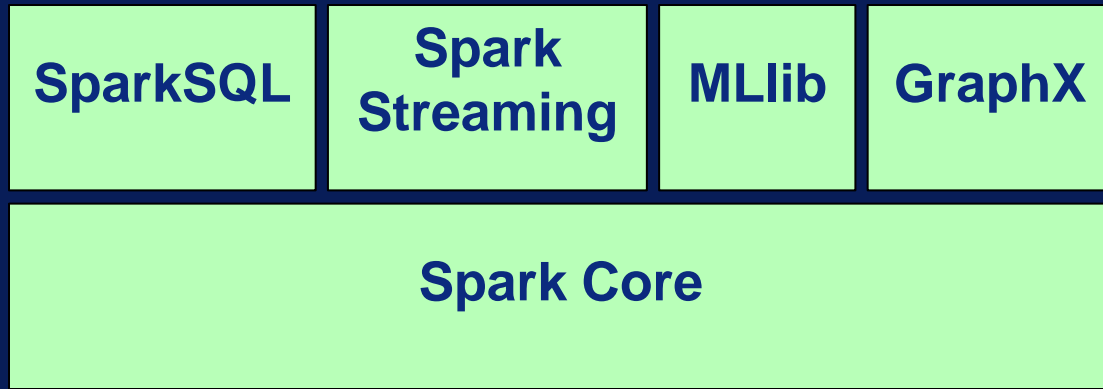 SparkSQL
Spark
Streaming
MLlib
GraphX
Spark Core